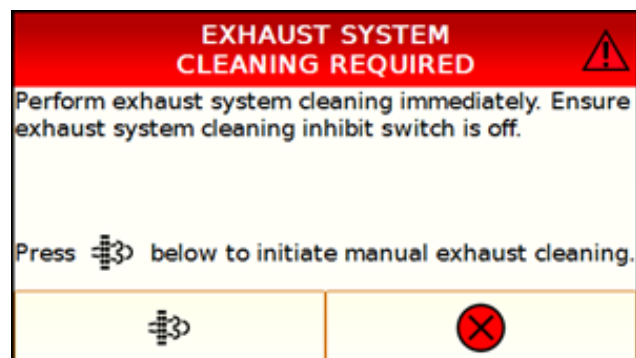 EXHAUST SYSTEM
CLEANING REQUIRED
Perform exhaust system cleaning immediately. Ensure
exhaust system cleaning inhibit switch is off.
Press below to initiate manual exhaust cleaning.